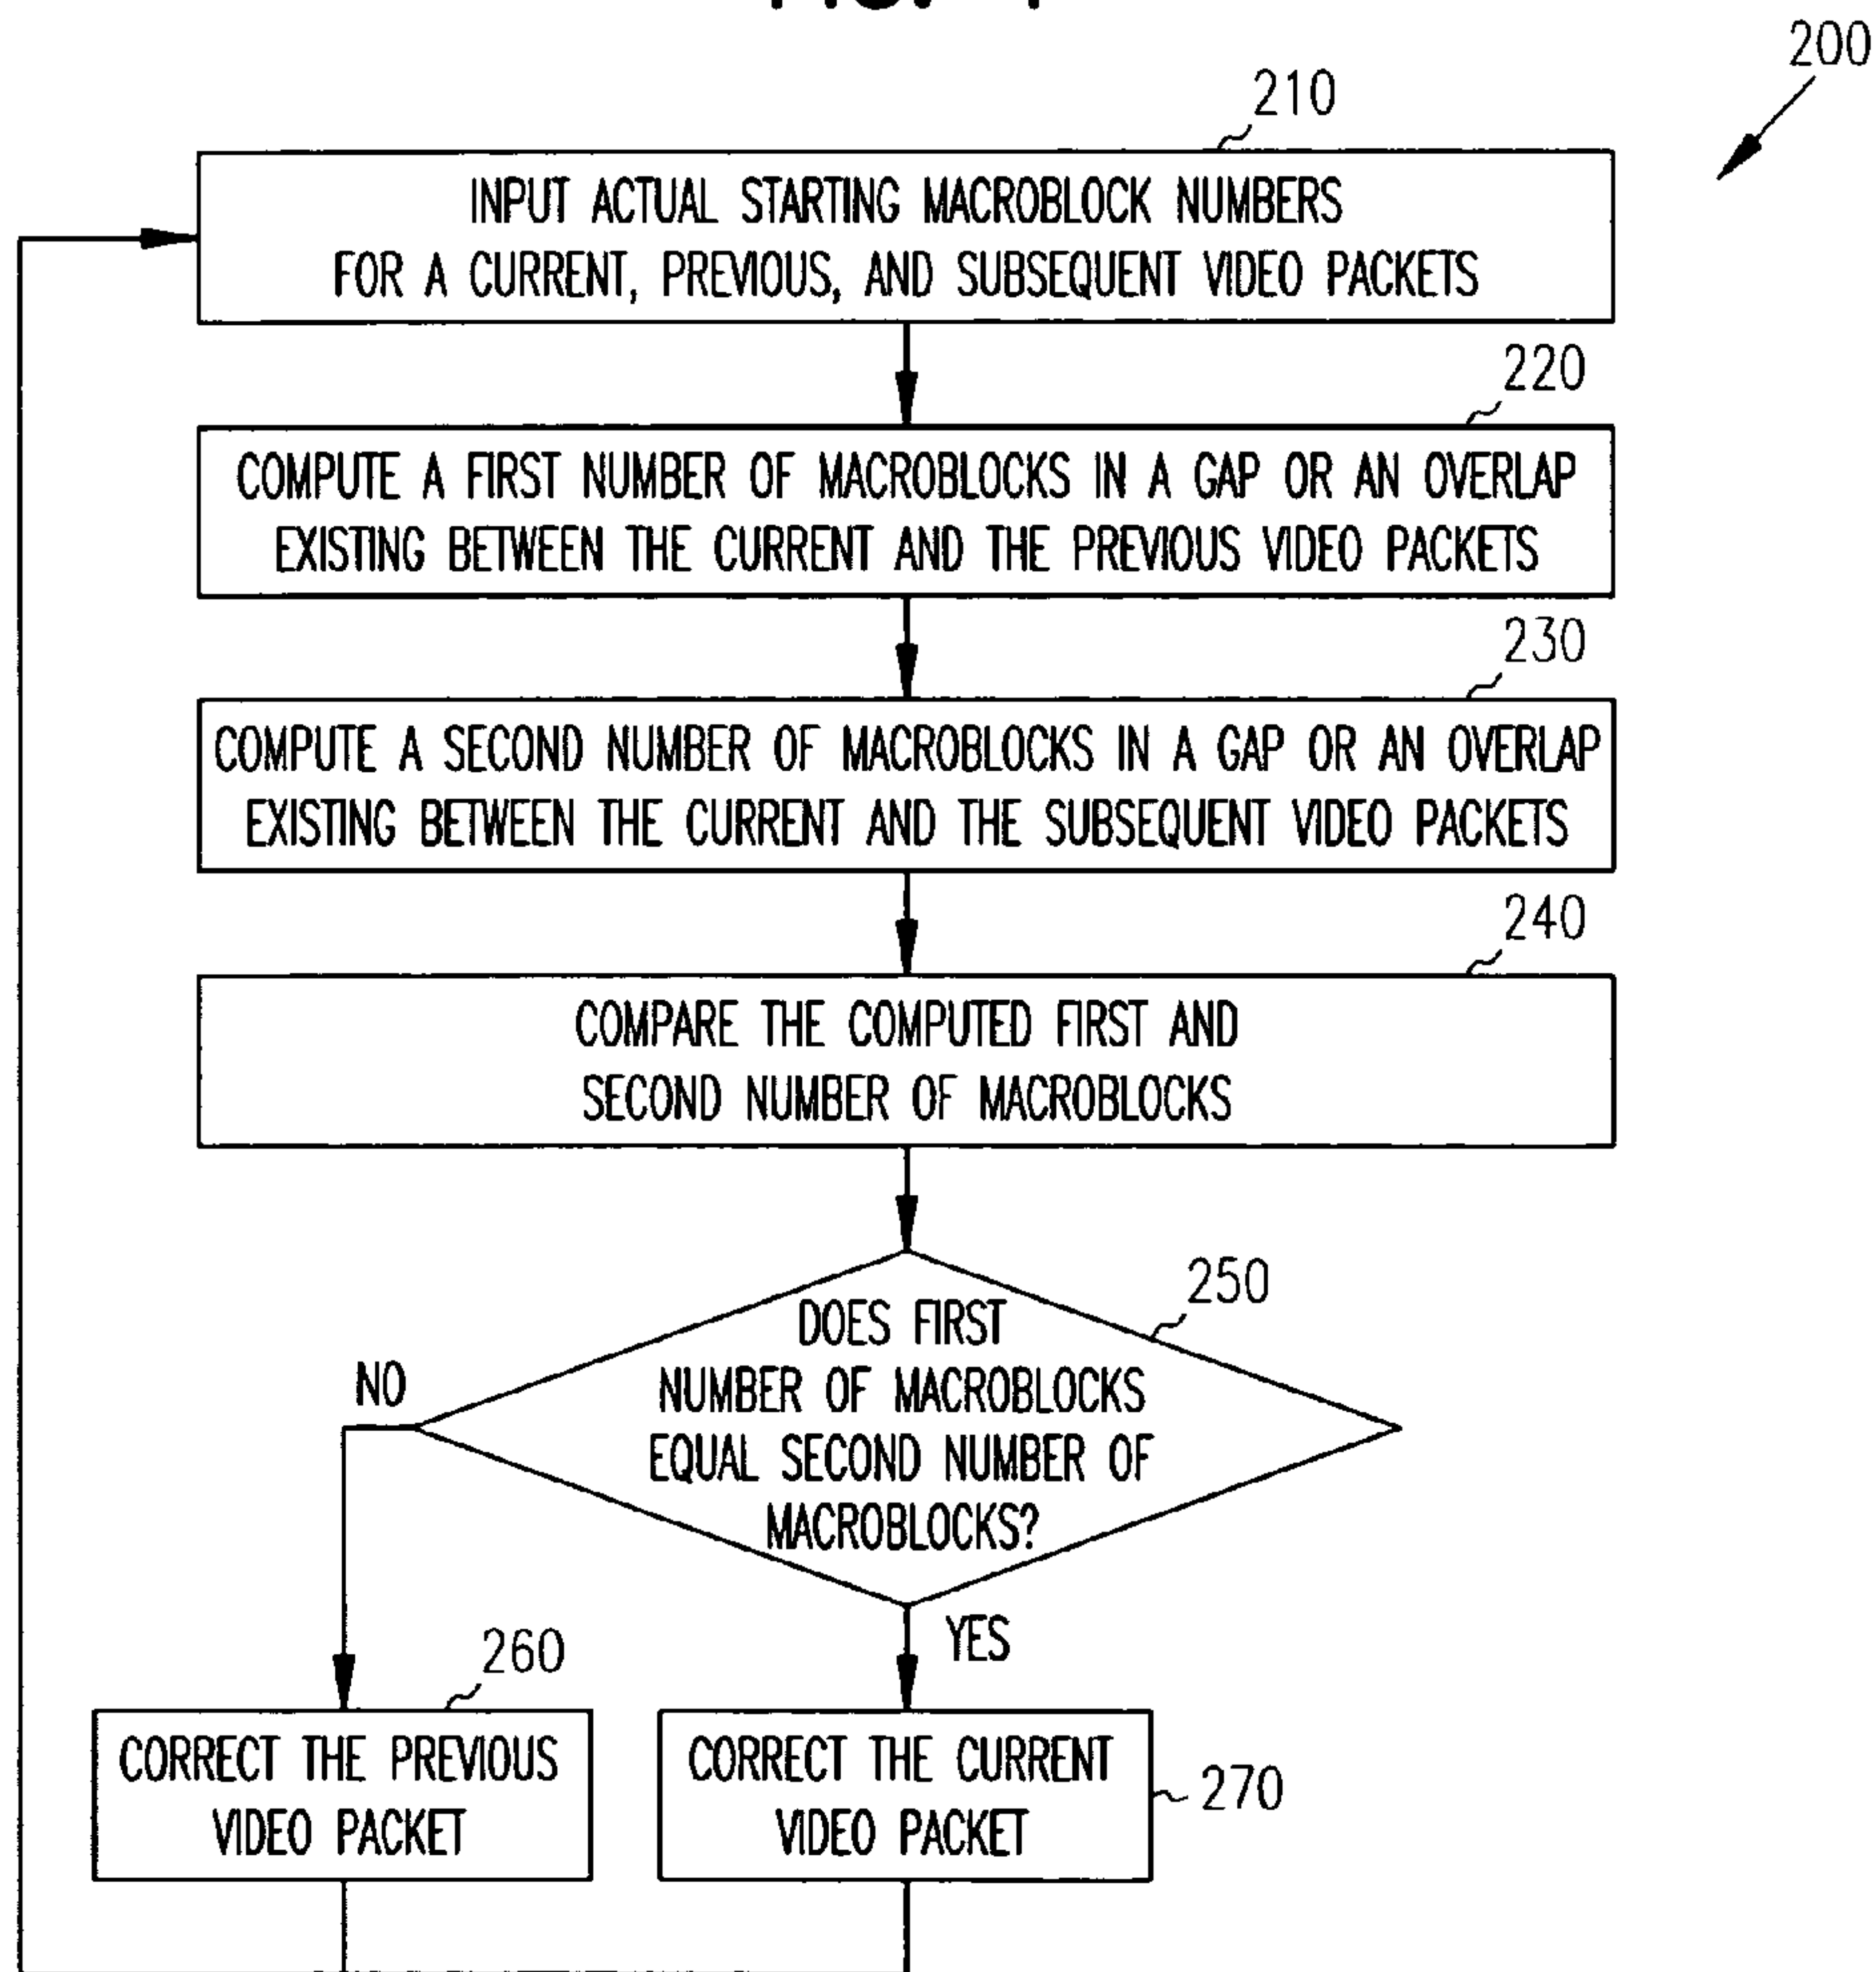 200
210
INPUT ACTUAL STARTING MACROBLOCK NUMBERS
FOR A CURRENT, PREVIOUS, AND SUBSEQUENT VIDEO PACKETS
220
COMPUTE A FIRST NUMBER OF MACROBLOCKS IN A GAP OR AN OVERLAP
EXISTING BETWEEN THE CURRENT AND THE PREVIOUS VIDEO PACKETS
230
COMPUTE A SECOND NUMBER OF MACROBLOCKS IN A GAP OR AN OVERLAP
EXISTING BETWEEN THE CURRENT AND THE SUBSEQUENT VIDEO PACKETS
240
COMPARE THE COMPUTED FIRST AND
SECOND NUMBER OF MACROBLOCKS
250
DOES FIRST
NUMBER OF MACROBLOCKS
EQUAL SECOND NUMBER OF
MACROBLOCKS?
NO
YES
260
CORRECT THE PREVIOUS
VIDEO PACKET
CORRECT THE CURRENT
VIDEO PACKET
270